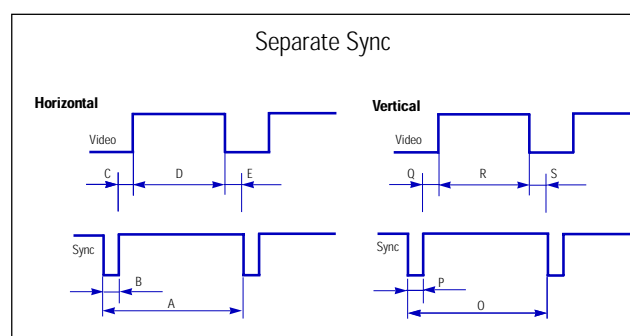 Separate Sync
Horizontal
Video
C
D
E
Sync
B
A
Vertical
Video
Q
R
S
Sync
P
O